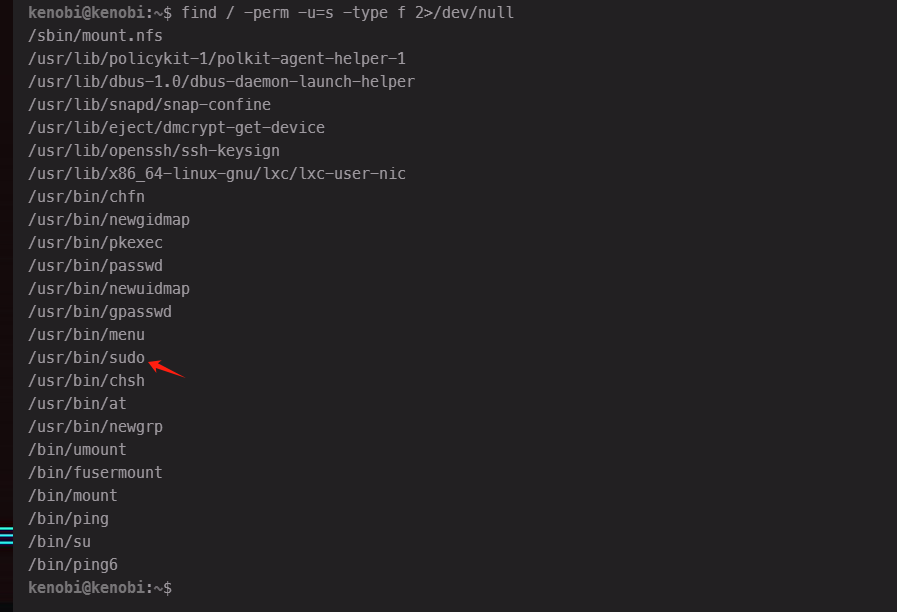 kenobi@kenobi:~$ find / -perm -u=s -type f 2>/dev/null
/sbin/mount.nfs
/usr/lib/policykit-1/polkit-agent-helper-1
/usr/lib/dbus-1.0/dbus-daemon-launch-helper
/usr/lib/snapd/snap-confine
/usr/lib/eject/dmcrypt-get-device
/usr/lib/openssh/ssh-keysign
/usr/lib/x86_64-linux-gnu/lxc/lxc-user-nic
/usr/bin/chfn
/usr/bin/newgidmap
/usr/bin/pkexec
/usr/bin/passwd
/usr/bin/newuidmap
/usr/bin/gpasswd
/usr/bin/menu
/usr/bin/sudo
/usr/bin/chsh
/usr/bin/at
/usr/bin/newgrp
/bin/umount
/bin/fusermount
/bin/mount
/bin/ping
/bin/su
/bin/ping6
kenobi@kenobi:~$